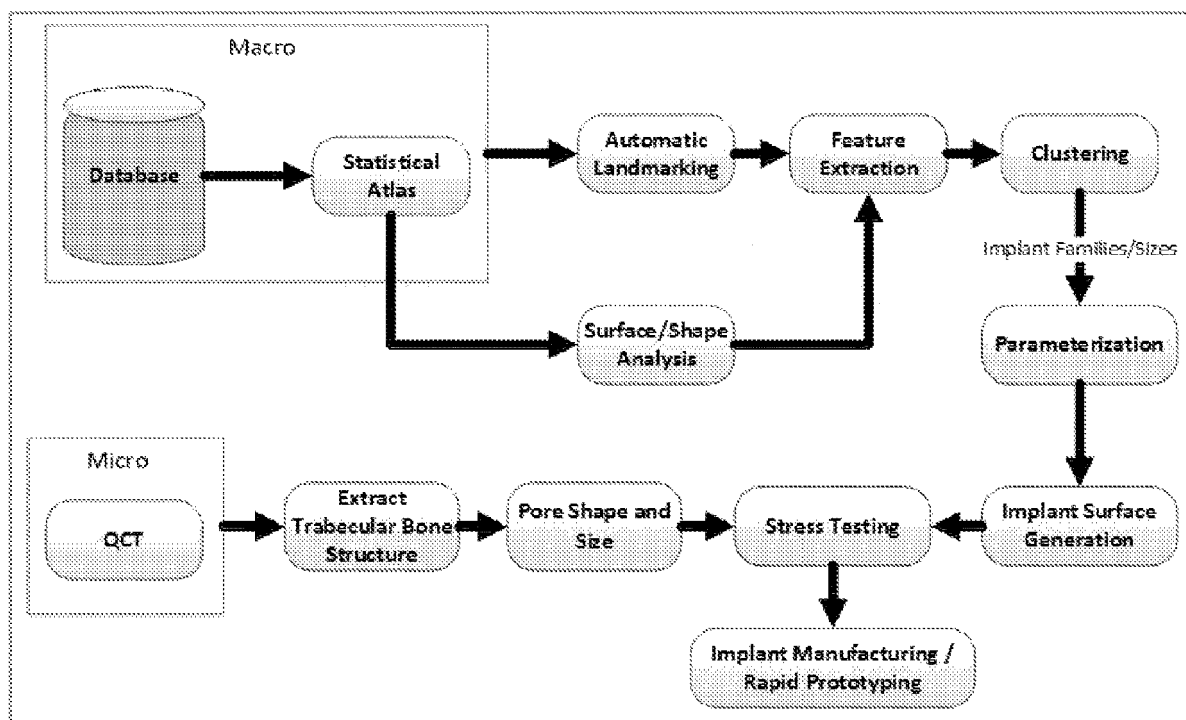 Macro
Database
Statistical
Atlas
Automatic
Landmarking
Feature
Extraction
Clustering
Implant Families/Sizes
Surface/Shape
Analysis
Parameterization
Micro
QCT
Extract
Trabecular Bone
Structure
Pore Shape and
Size
Stress Testing
Implant Surface
Generation
Implant Manufacturing /
Rapid Prototyping